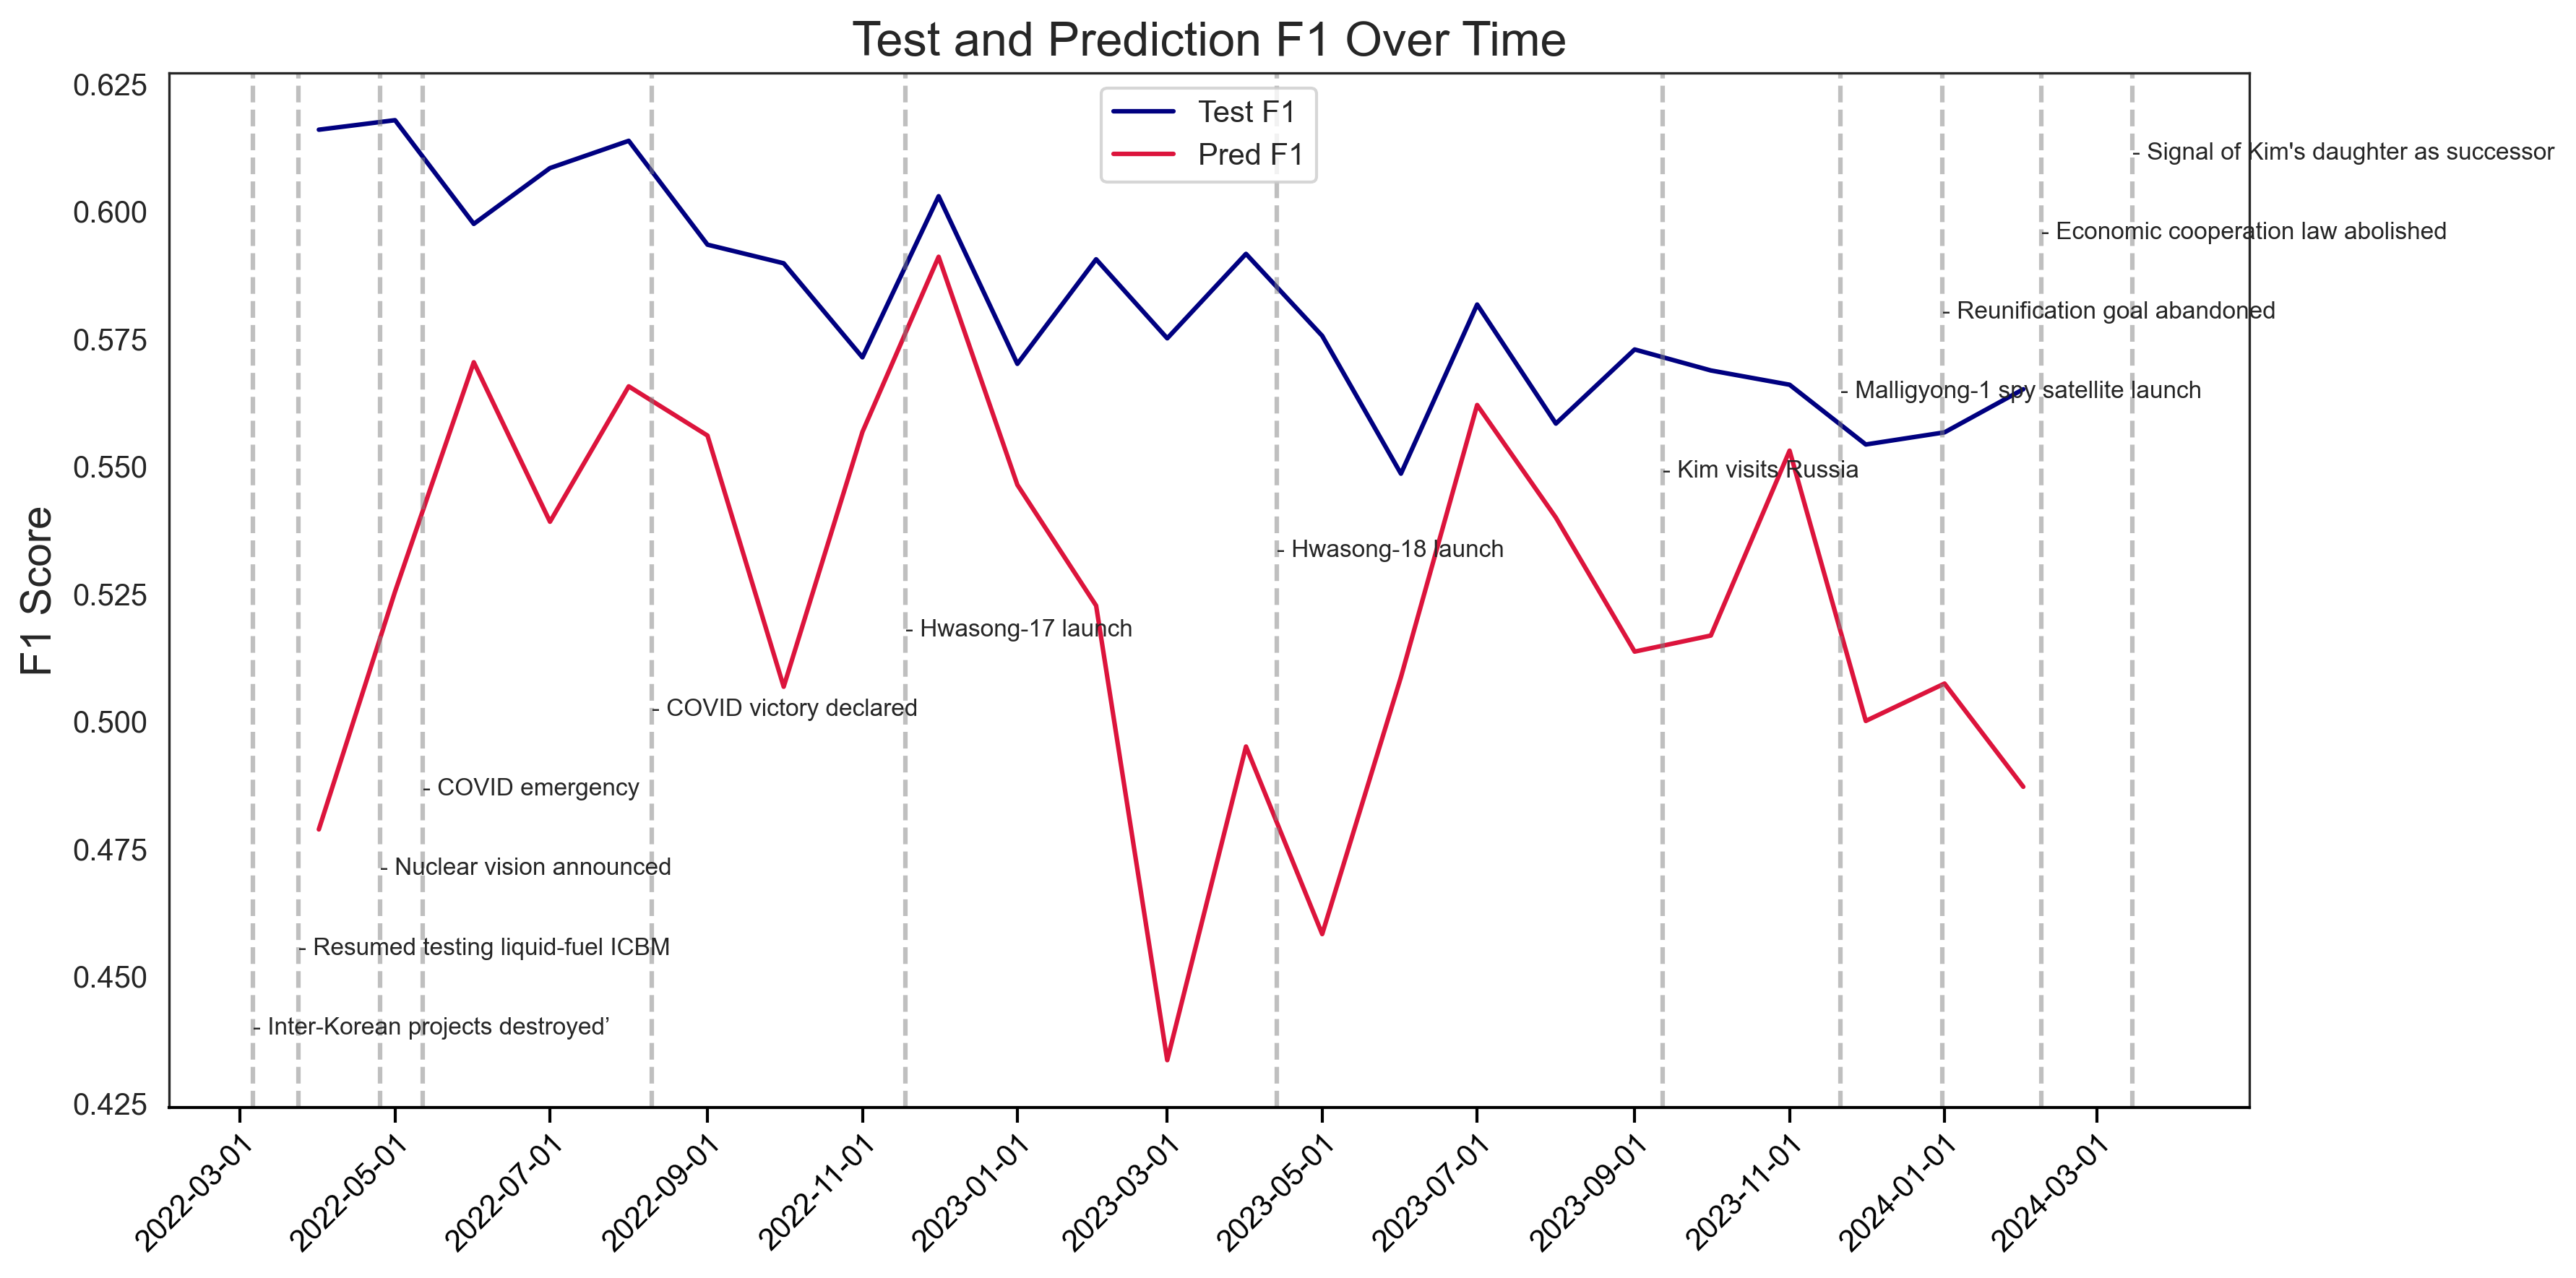 Test and Prediction F1 Over Time
0.625
0.600
0.575
0.550
0.525
0.500
0.475
0.450
0.425
F1 Score
Test F1
Pred F1
- Signal of Kim's daughter as successor
- Economic cooperation law abolished
- Reunification goal abandoned
- Malligyong-1 spy satellite launch
- Kim visits Russia
- Hwasong-18 launch
- Hwasong-17 launch
- COVID victory declared
- COVID emergency
- Nuclear vision announced
- Resumed testing liquid-fuel ICBM
- Inter-Korean projects destroyed’
2022-03-01
2022-05-01
2022-07-01
2022-09-01
2022-11-01
2023-01-01
2023-03-01
2023-05-01
2023-07-01
2023-09-01
2023-11-01
2024-01-01
2024-03-01